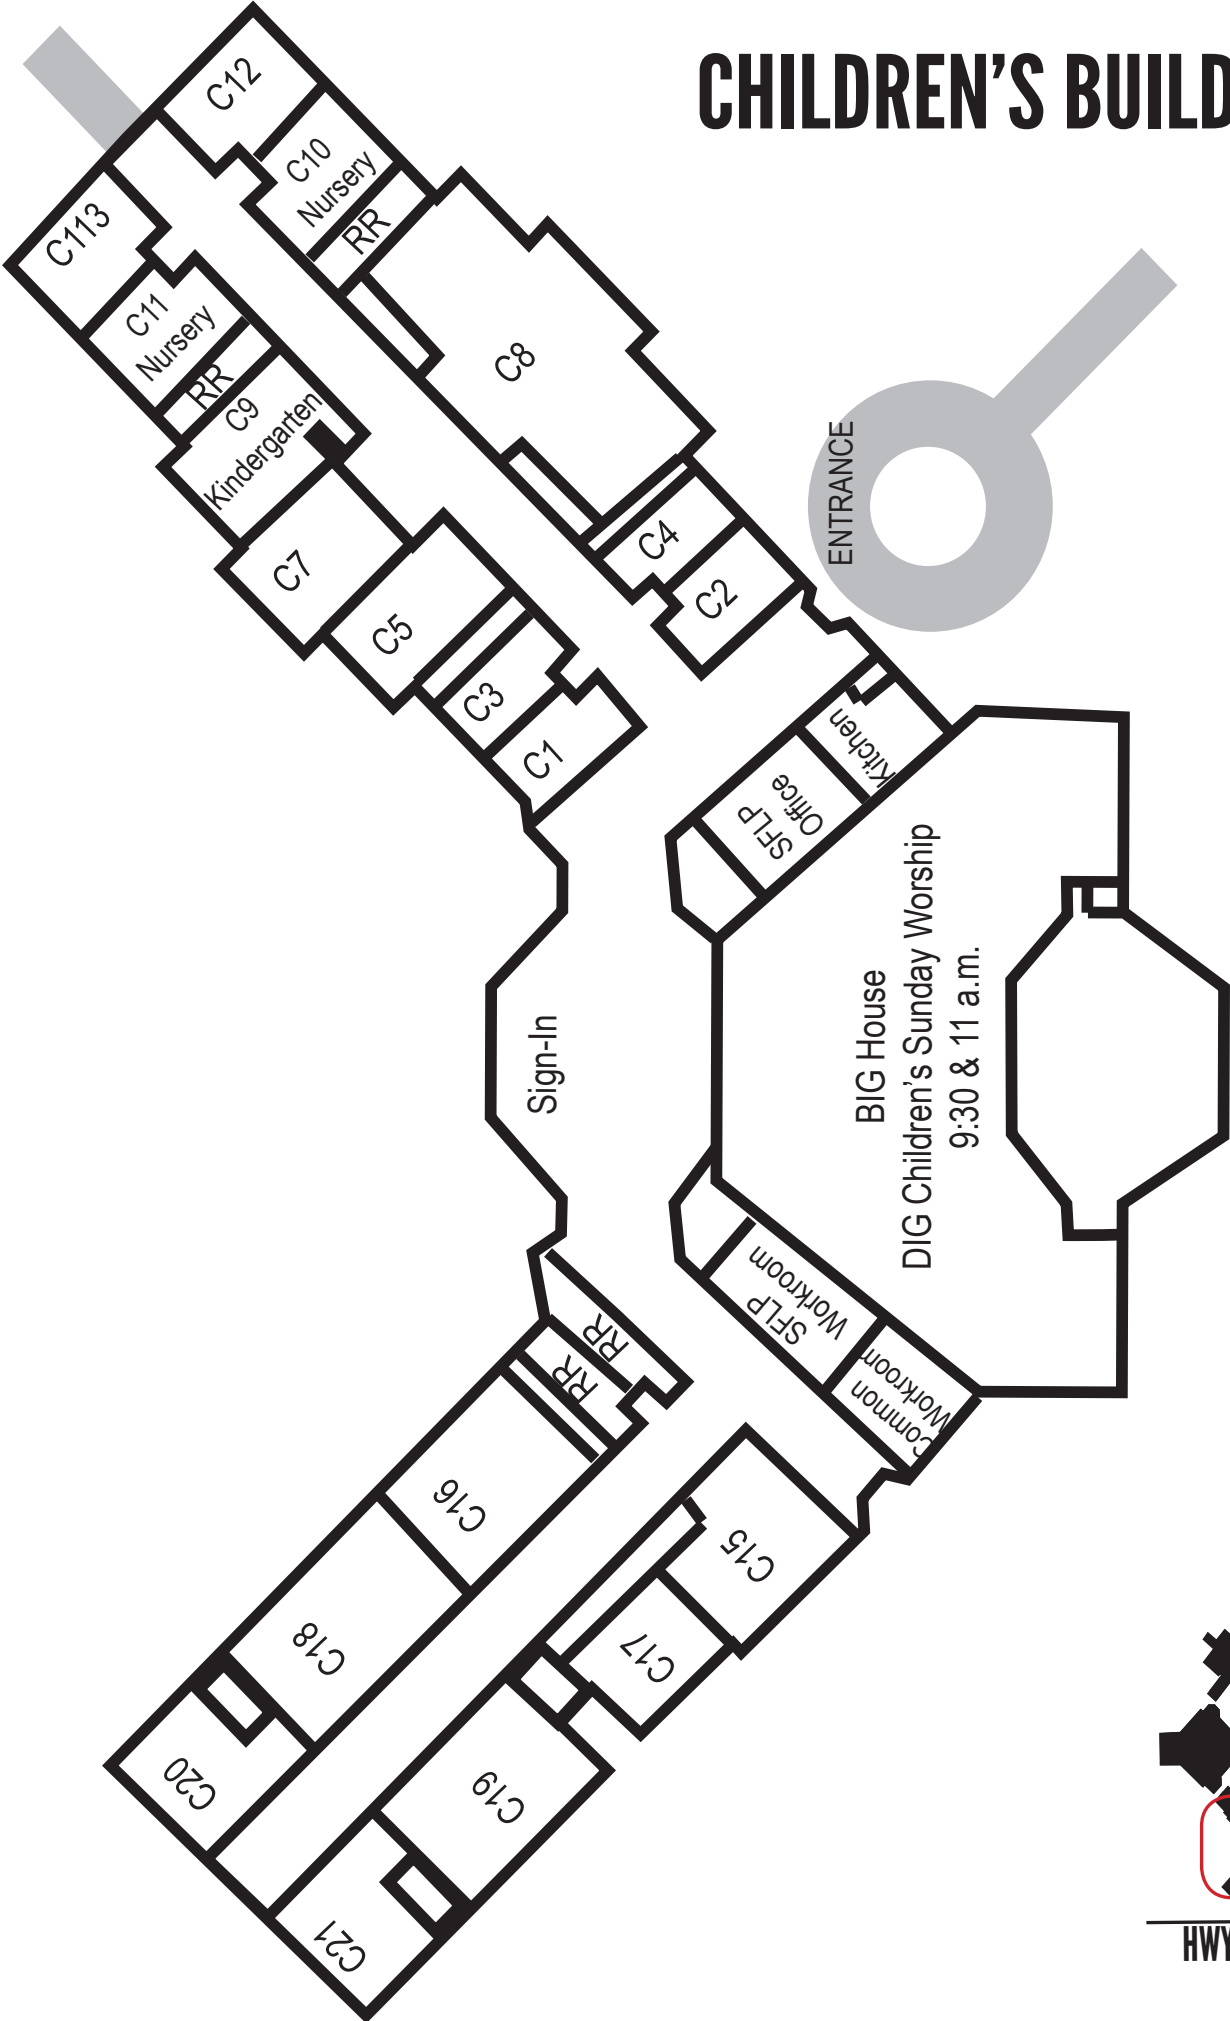 CHILDREN'S BUILD
C12
C10
Nursery
RR
C113
C11
Nursery
RR
C9
Kindergarten
C8
C7
C5
C4
C2
C3
C1
ENTRANCE
Kitchen
SFLP
Office
Sign-In
BIG House
DIG Children's Sunday Worship
9:30 & 11 a.m.
SFLP
Workroom
Common
Workroom
RR
RR
C16
C15
C18
C17
C20
C19
C21
HWY